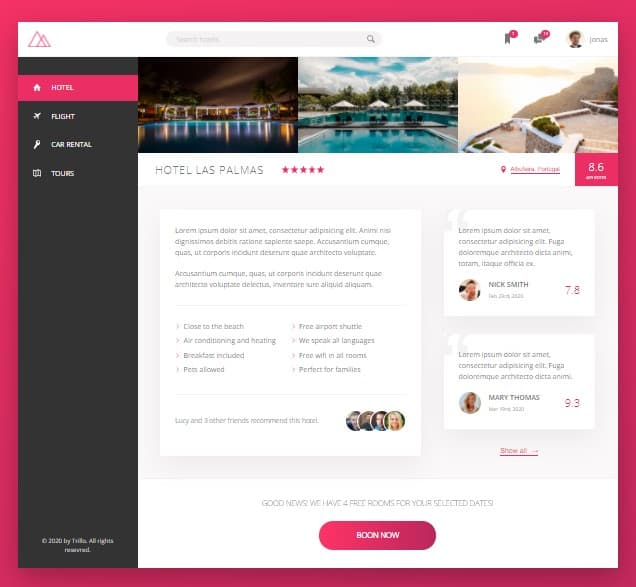 Search hotels
Jonas
HOTEL
FLIGHT
CAR RENTAL
TOURS
© 2020 by Trillo. All rights
resevred.
HOTEL LAS PALMAS
★★★★★
Albufeira, Portugal
8.6
Lorem ipsum dolor sit amet, consectetur adipisicing elit. Animi nisi
dignissimos debitis ratione sapiente saepe. Accusantium cumque,
quas, ut corporis incidunt deserunt quae architecto voluptate.
Accusantium cumque, quas, ut corporis incidunt deserunt quae
architecto voluptate delectus, inventore iure aliquid aliquam.
Close to the beach
Free airport shuttle
Air conditioning and heating
We speak all languages
Breakfast included
Free wifi in all rooms
Pets allowed
Perfect for families
Lucy and 3 other friends recommend this hotel.
Lorem ipsum dolor sit amet,
consectetur adipisicing elit. Fuga
doloremque architecto dicta animi,
totam, itaque officia ex.
NICK SMITH
Feb 23rd, 2020
7.8
Lorem ipsum dolor sit amet,
consectetur adipisicing elit. Fuga
doloremque architecto dicta animi.
MARY THOMAS
Mar 19rd, 2020
9.3
Show all →
GOOD NEWS! WE HAVE 4 FREE ROOMS FOR YOUR SELECTED DATES!
BOOK NOW